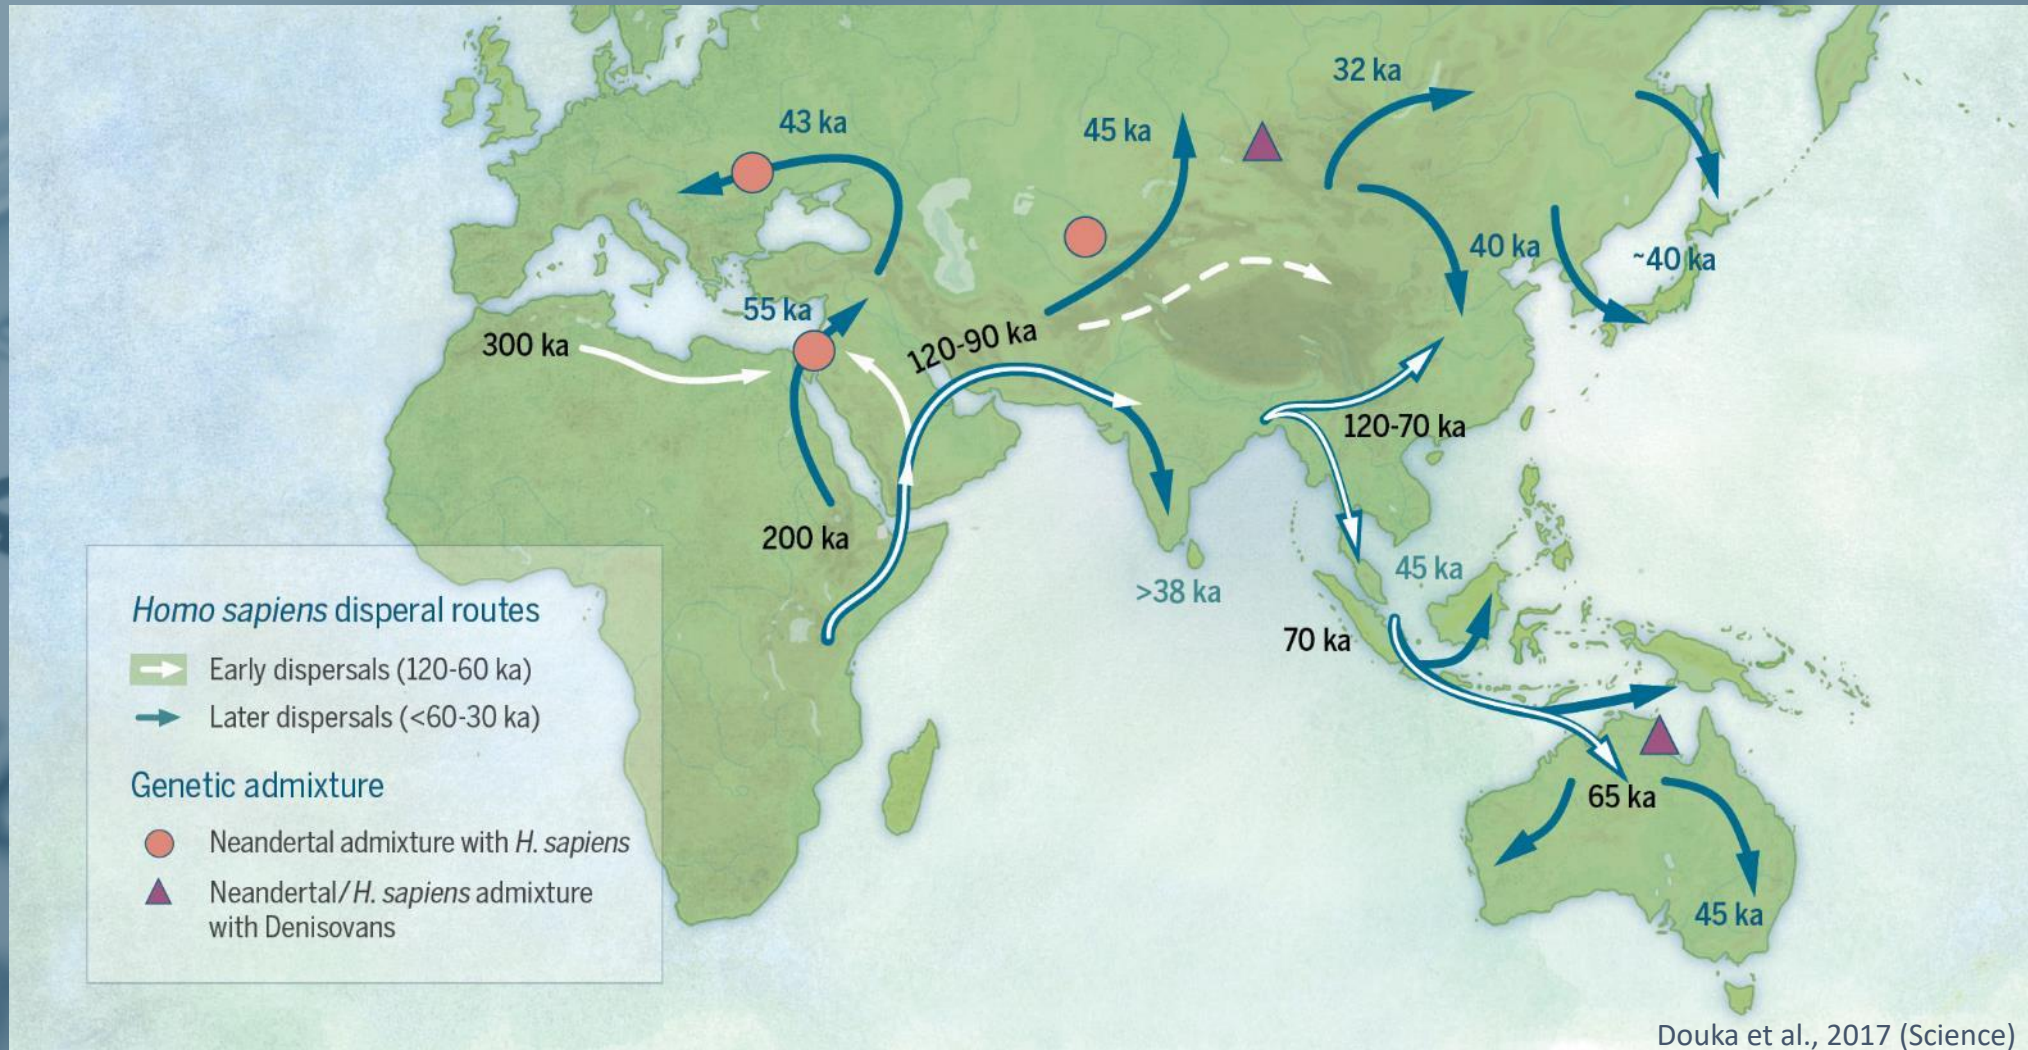 32 ka
43 ka
45 ka
40 ka
~40 ka
55 ka
300 ka
120-90 ka
120-70 ka
200 ka
>38 ka
45 ka
70 ka
65 ka
45 ka
Homo sapiens disperal routes
Early dispersals (120-60 ka)
Later dispersals (<60-30 ka)
Genetic admixture
Neandertal admixture with H. sapiens
Neandertal/H. sapiens admixture
with Denisovans
Douka et al., 2017 (Science)